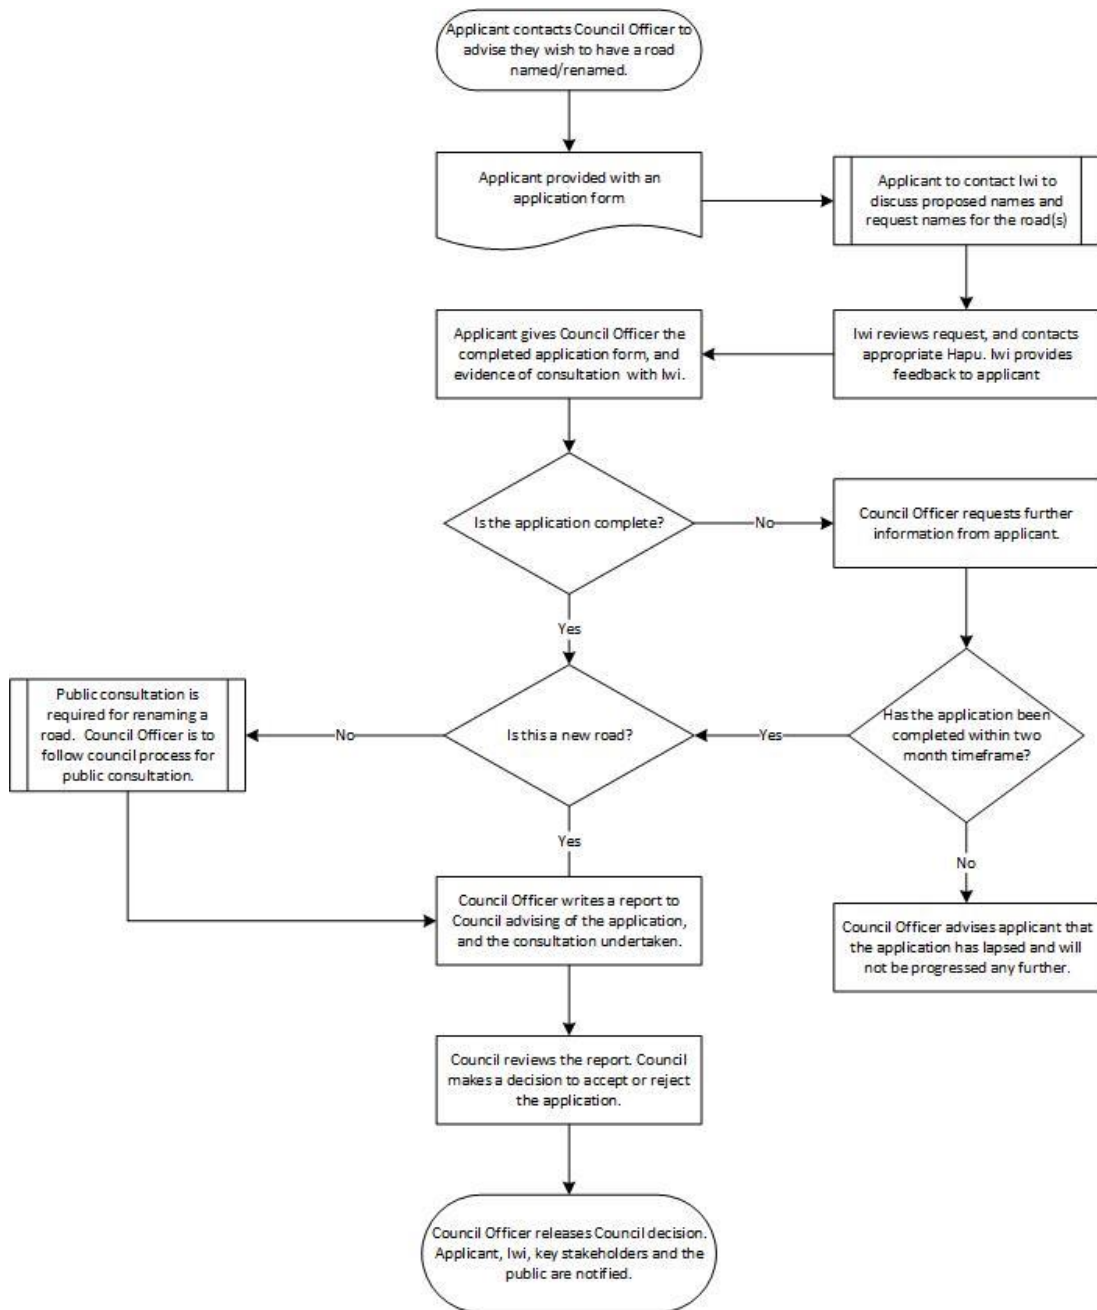 Applicant contacts Council Officer to
advise they wish to have a road
named/renamed.
Applicant provided with an
application form
Applicant to contact Iwi to
discuss proposed names and
request names for the road(s)
Iwi reviews request, and contacts
appropriate Hapu. Iwi provides
feedback to applicant
Applicant gives Council Officer the
completed application form, and
evidence of consultation with Iwi.
Is the application complete?
No
Council Officer requests further
information from applicant.
Yes
Public consultation is
required for renaming a
road. Council Officer is to
follow council process for
public consultation.
No
Is this a new road?
Yes
Has the application been
completed within two
month timeframe?
Yes
No
Council Officer writes a report to
Council advising of the application,
and the consultation undertaken.
Council Officer advises applicant that
the application has lapsed and will
not be progressed any further.
Council reviews the report. Council
makes a decision to accept or reject
the application.
Council Officer releases Council decision.
Applicant, Iwi, key stakeholders and the
public are notified.